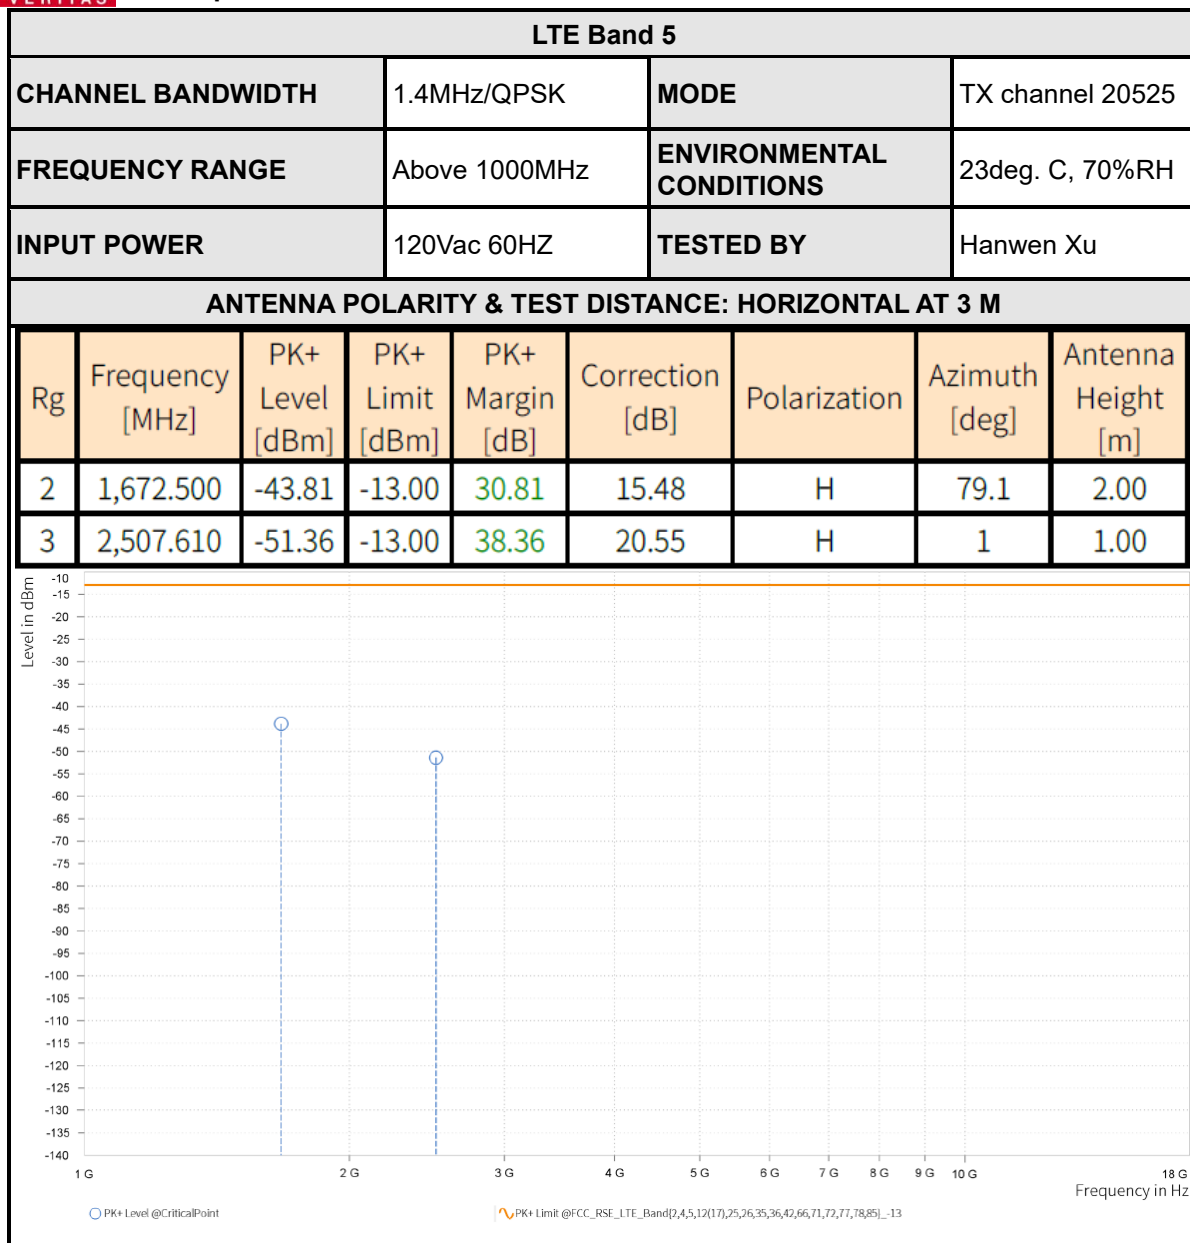 VERITAS
LTE Band 5
CHANNEL BANDWIDTH 1.4MHz/QPSK MODE TX channel 20525
FREQUENCY RANGE Above 1000MHz ENVIRONMENTAL CONDITIONS 23deg. C, 70%RH
INPUT POWER 120Vac 60HZ TESTED BY Hanwen Xu
ANTENNA POLARITY & TEST DISTANCE: HORIZONTAL AT 3 M
Rg Frequency [MHz] PK+ Level [dBm] PK+ Limit [dBm] PK+ Margin [dB] Correction [dB] Polarization Azimuth [deg] Antenna Height [m]
2 1,672.500 -43.81 -13.00 30.81 15.48 H 79.1 2.00
3 2,507.610 -51.36 -13.00 38.36 20.55 H 1 1.00
Level in dBm
-10
-15
-20
-25
-30
-35
-40
-45
-50
-55
-60
-65
-70
-75
-80
-85
-90
-95
-100
-105
-110
-115
-120
-125
-130
-135
-140
1 G 2 G 3 G 4 G 5 G 6 G 7 G 8 G 9 G 10 G 18 G
Frequency in Hz
PK+ Level @CriticalPoint PK+ Limit @FCC_RSE_LTE_Band(2,4,5,12(17),25,26,35,36,42,66,71,72,77,78,85)_-13